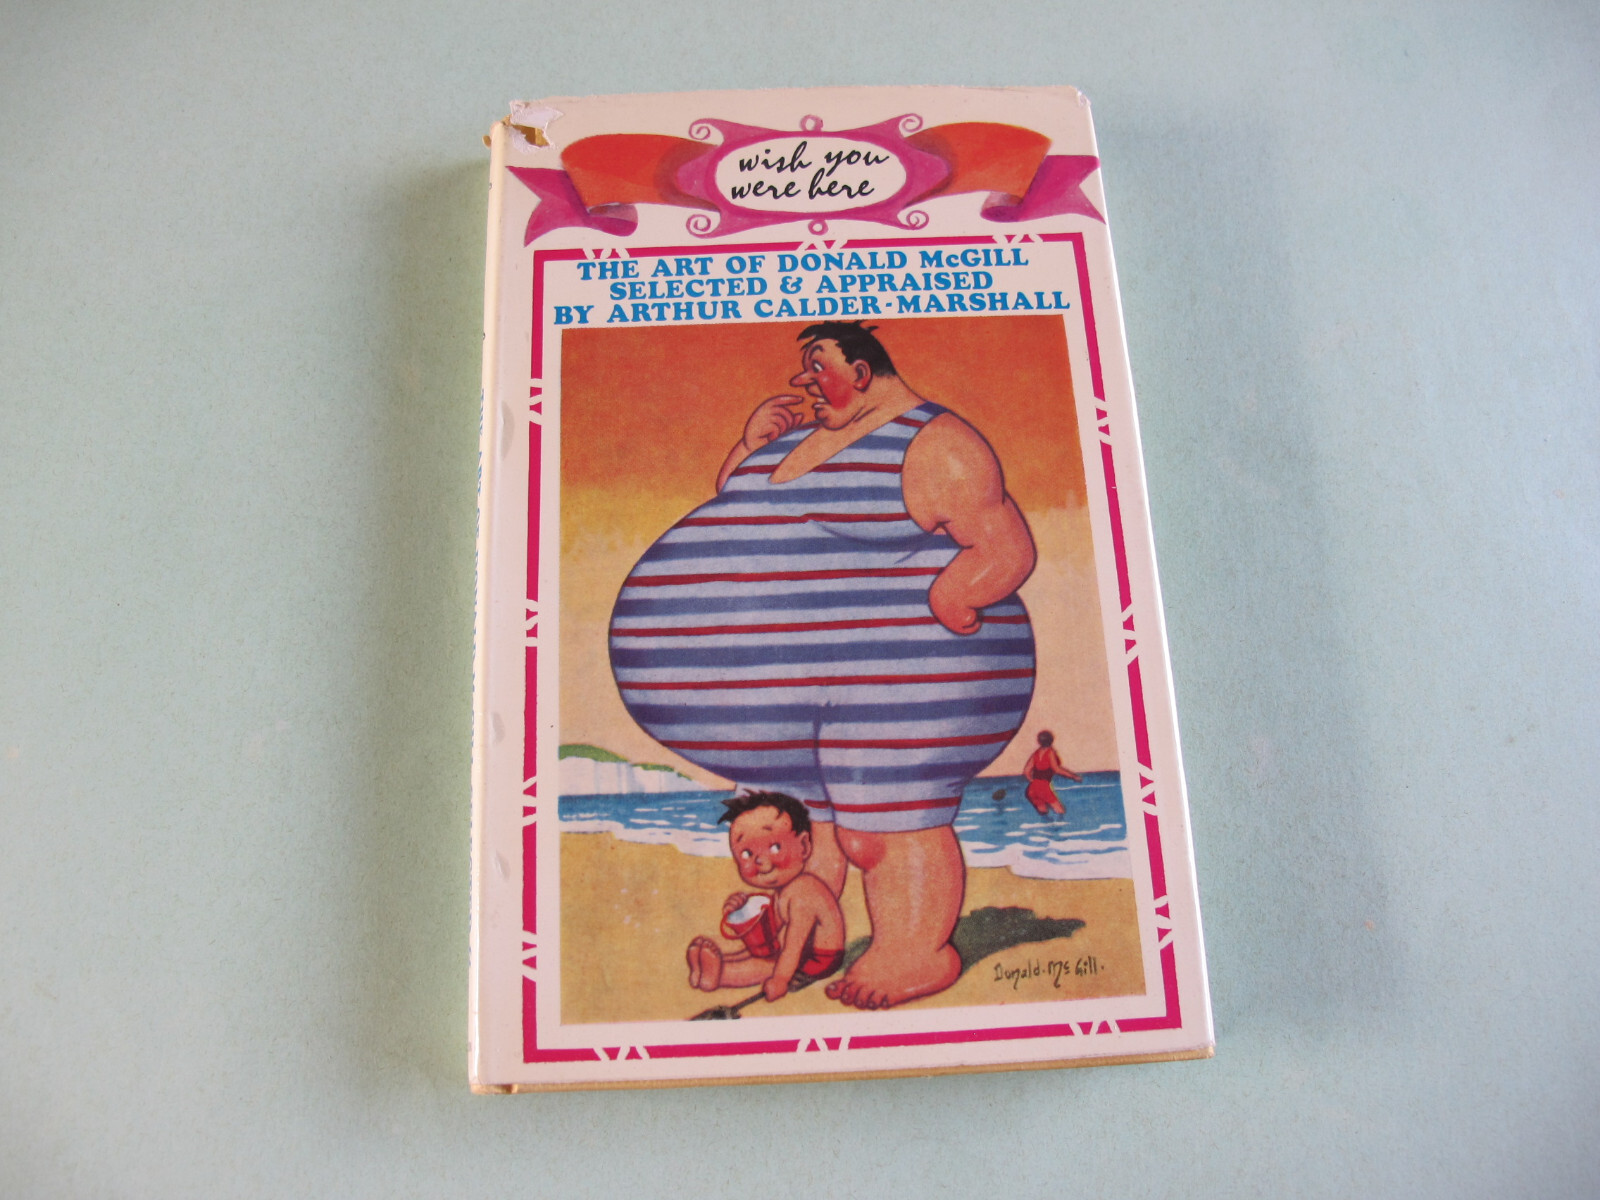 wish you
were here
THE ART OF DONALD McGILL
SELECTED & APPRAISED
BY ARTHUR CALDER-MARSHALL
Donald McGill.